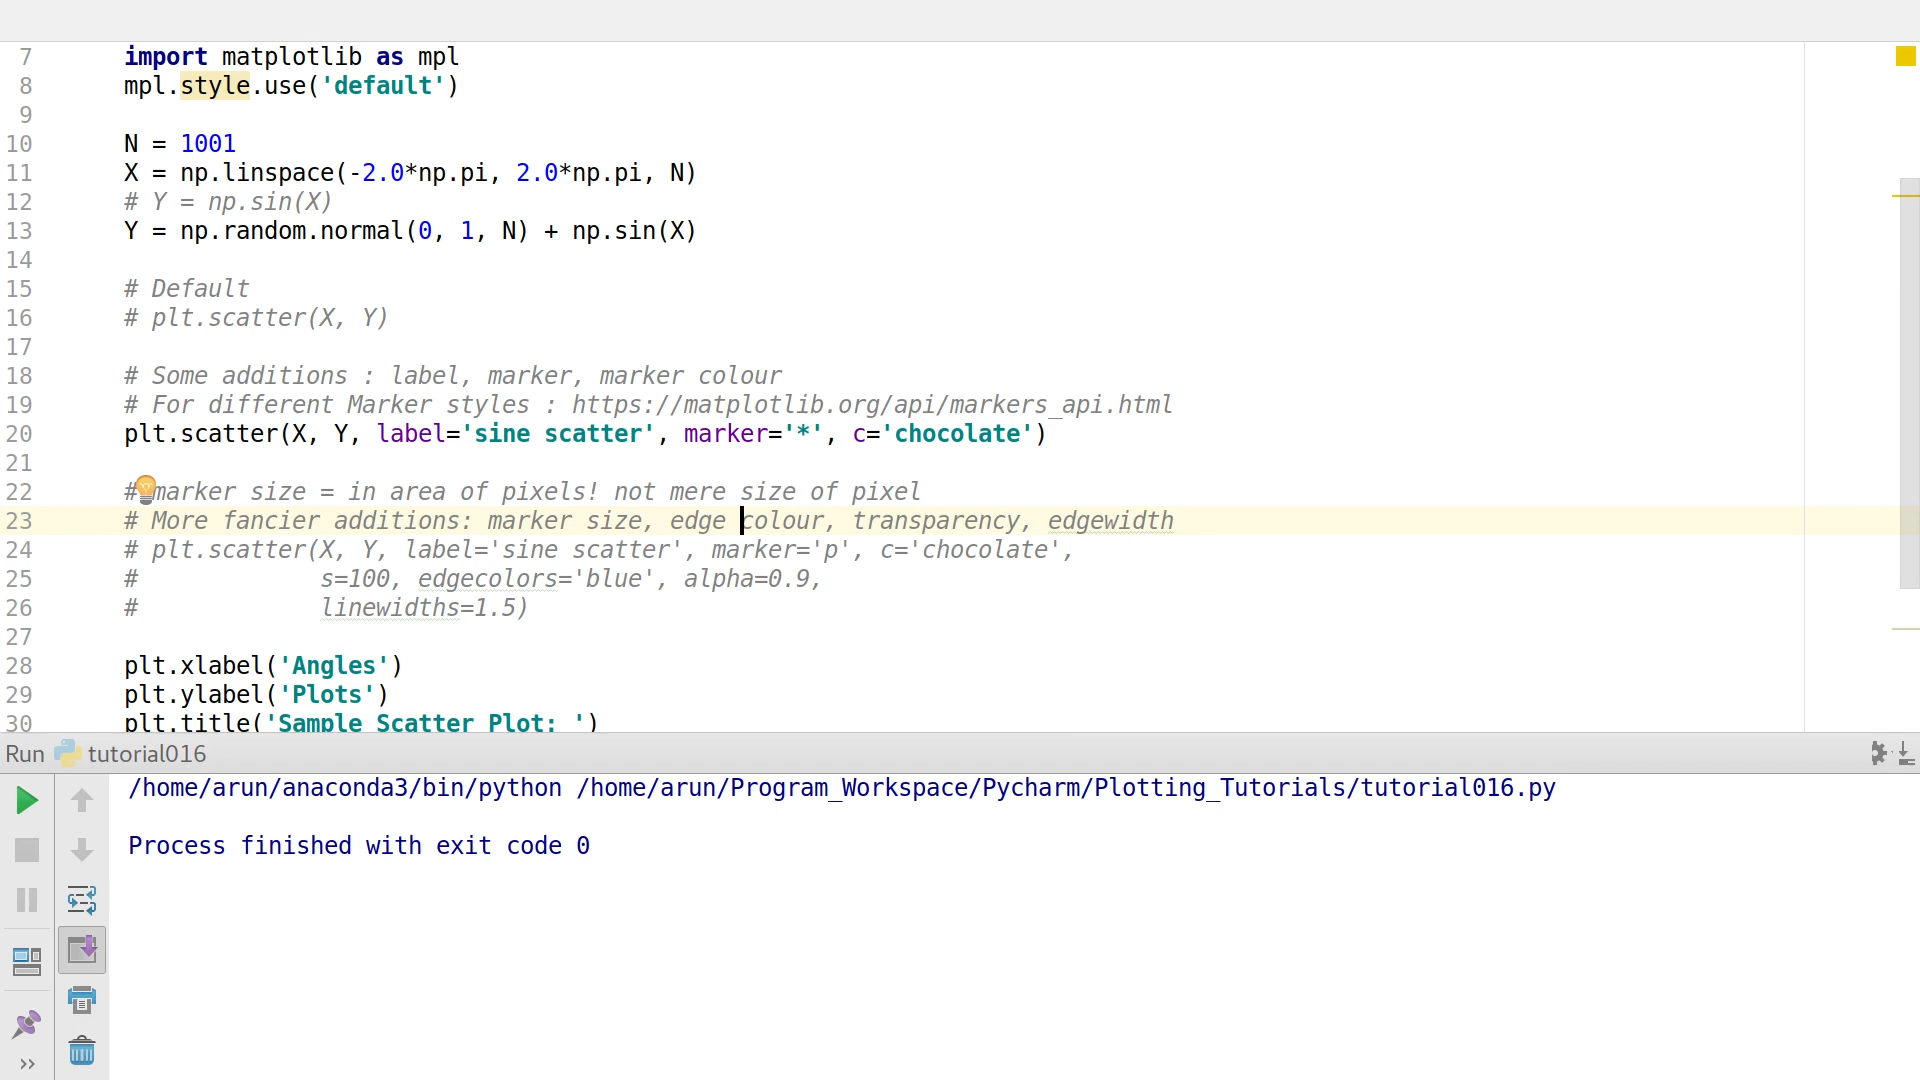 7 import matplotlib as mpl
8 mpl.style.use('default')
9
10 N = 1001
11 X = np.linspace(-2.0*np.pi, 2.0*np.pi, N)
12 # Y = np.sin(X)
13 Y = np.random.normal(0, 1, N) + np.sin(X)
14
15 # Default
16 # plt.scatter(X, Y)
17
18 # Some additions : label, marker, marker colour
19 # For different Marker styles : https://matplotlib.org/api/markers_api.html
20 plt.scatter(X, Y, label='sine scatter', marker='*', c='chocolate')
21
22 # marker size = in area of pixels! not mere size of pixel
23 # More fancier additions: marker size, edge colour, transparency, edgewidth
24 # plt.scatter(X, Y, label='sine scatter', marker='p', c='chocolate',
25 #             s=100, edgecolors='blue', alpha=0.9,
26 #             linewidths=1.5)
27
28 plt.xlabel('Angles')
29 plt.ylabel('Plots')
30 plt.title('Sample Scatter Plot: ')
Run tutorial016
/home/arun/anaconda3/bin/python /home/arun/Program_Workspace/Pycharm/Plotting_Tutorials/tutorial016.py
Process finished with exit code 0